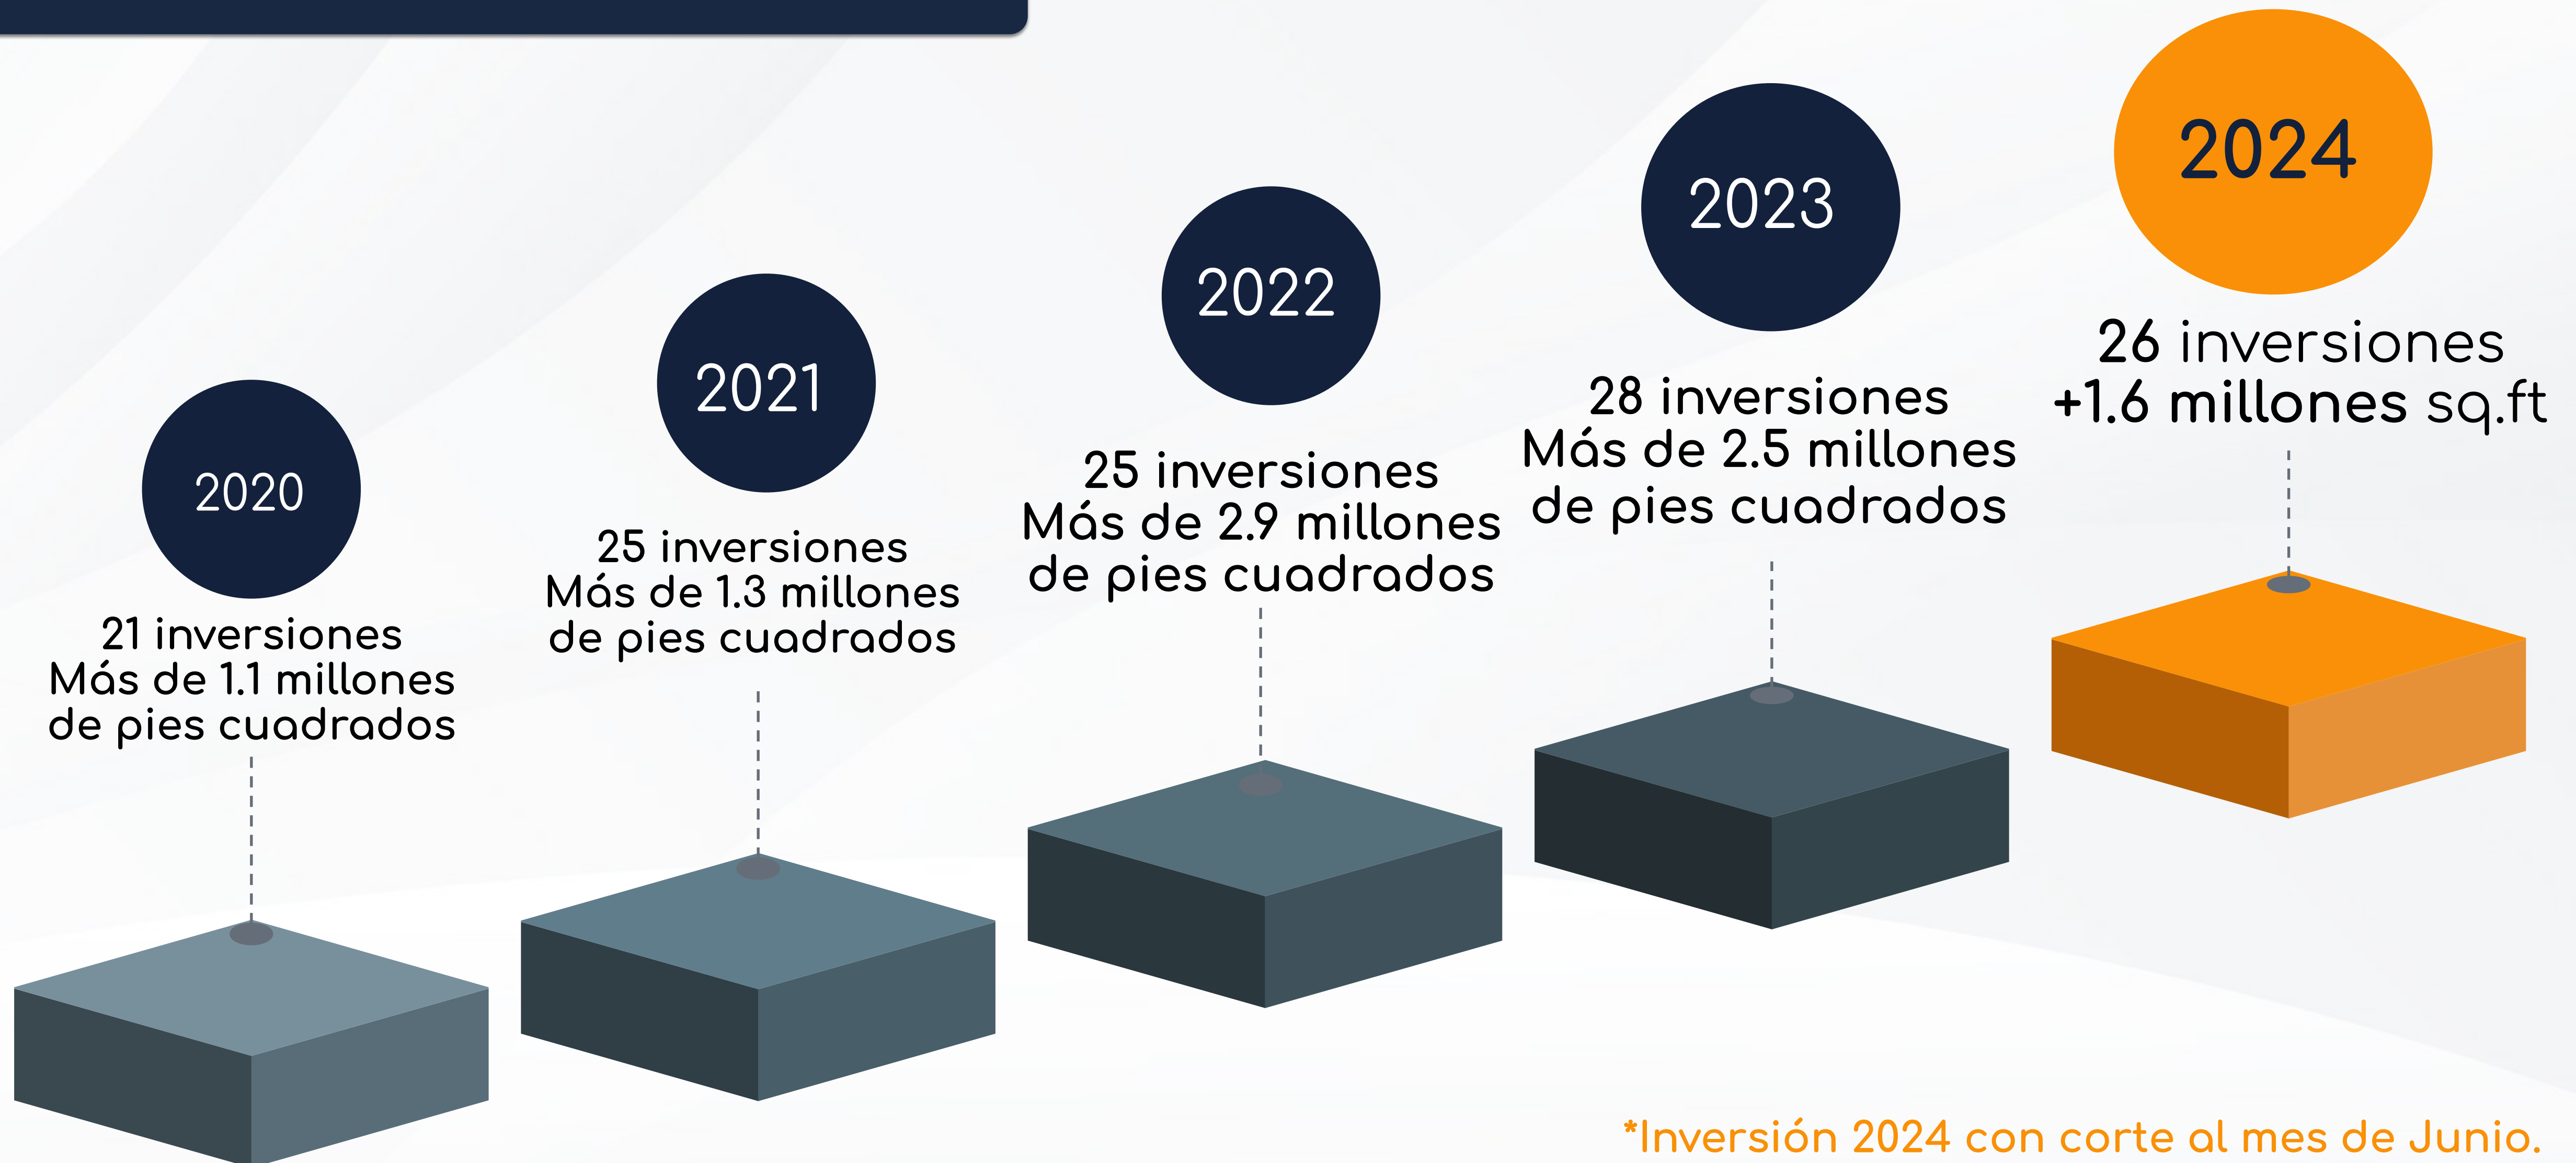 2020
21 inversiones
Más de 1.1 millones
de pies cuadrados
2021
25 inversiones
Más de 1.3 millones
de pies cuadrados
2022
25 inversiones
Más de 2.9 millones
de pies cuadrados
2023
28 inversiones
Más de 2.5 millones
de pies cuadrados
2024
26 inversiones
+1.6 millones sq.ft
*Inversión 2024 con corte al mes de Junio.